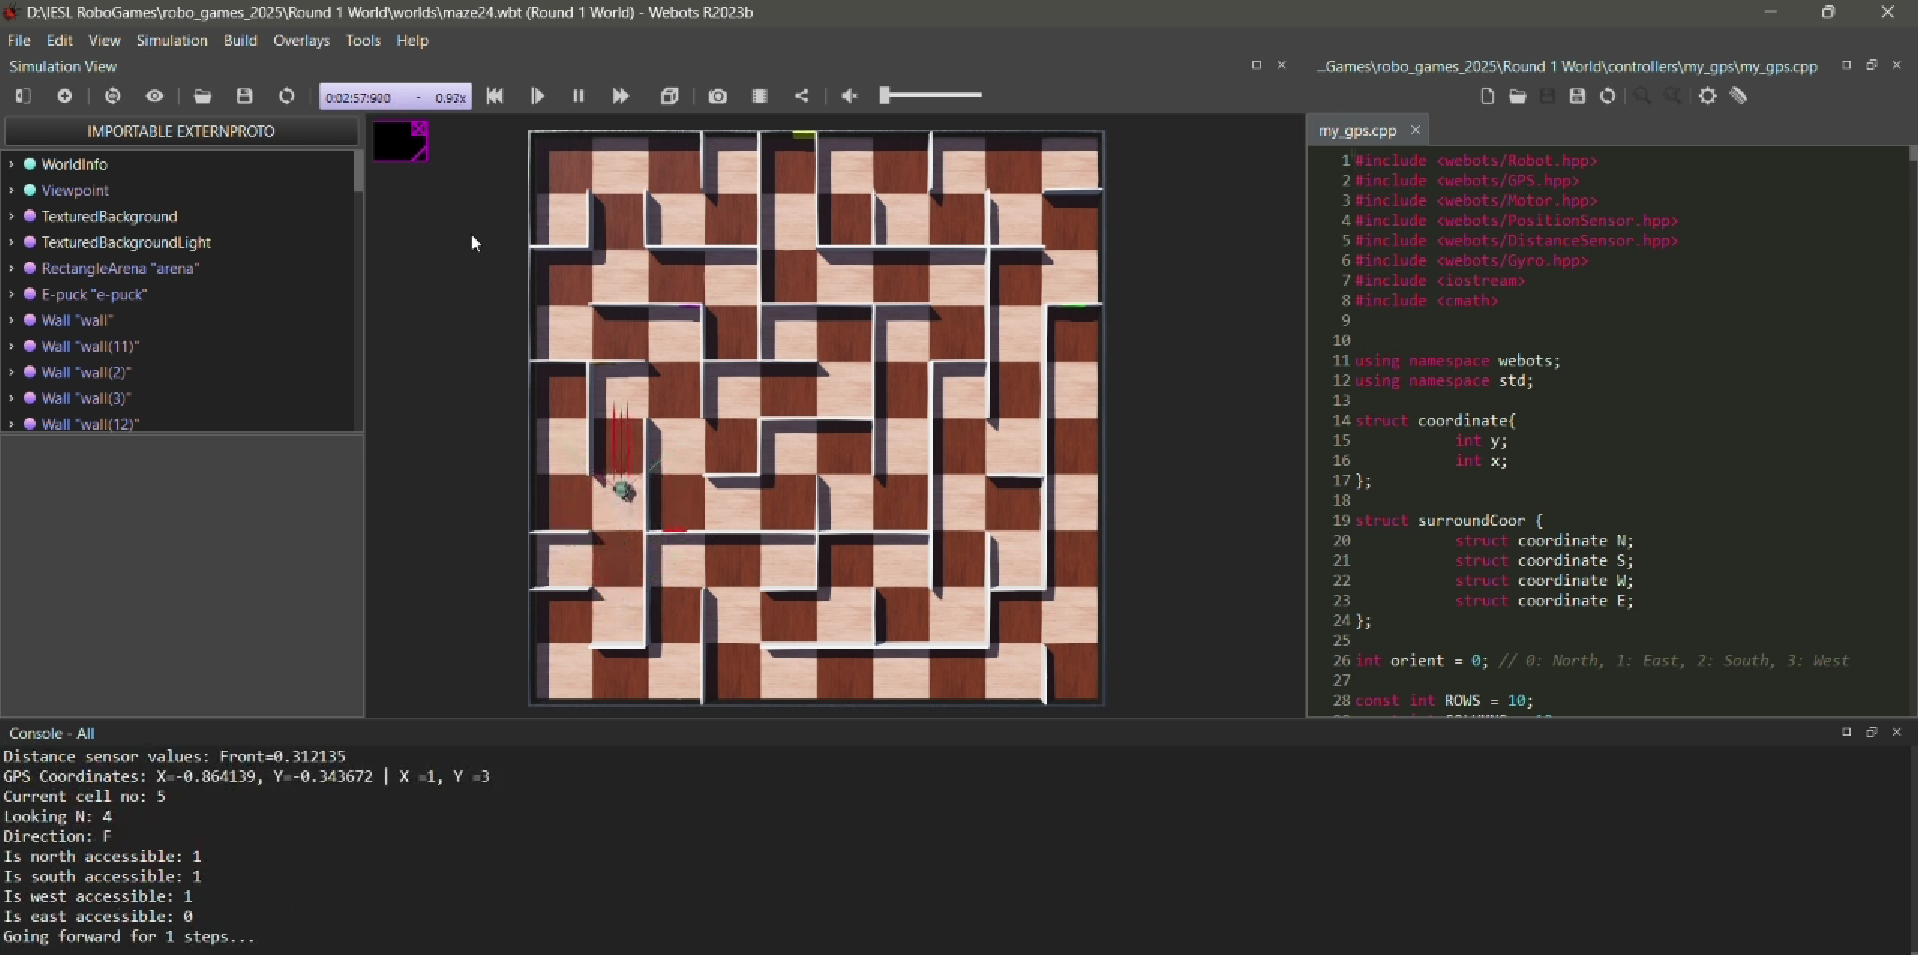 D:\IESL RoboGames\robo_games_2025\Round 1 World\worlds\maze24.wbt (Round 1 World) - Webots R2023b
File Edit View Simulation Build Overlays Tools Help
Simulation View
...Games\robo_games_2025\Round 1 World\controllers\my_gps\my_gps.cpp
0:02:57:980 - 0.93x
IMPORTABLE EXTERNPROTO
WorldInfo
Viewpoint
TexturedBackground
TexturedBackgroundLight
RectangleArena "arena"
E-puck "e-puck"
Wall "wall"
Wall "wall(11)"
Wall "wall(2)"
Wall "wall(3)"
Wall "wall(12)"
my_gps.cpp
1 #include <webots/Robot.hpp>
2 #include <webots/GPS.hpp>
3 #include <webots/Motor.hpp>
4 #include <webots/PositionSensor.hpp>
5 #include <webots/DistanceSensor.hpp>
6 #include <webots/Gyro.hpp>
7 #include <iostream>
8 #include <cmath>
9
10
11 using namespace webots;
12 using namespace std;
13
14 struct coordinate{
15 int y;
16 int x;
17 };
18
19 struct surroundCoor {
20 struct coordinate N;
21 struct coordinate S;
22 struct coordinate W;
23 struct coordinate E;
24 };
25
26 int orient = 0; // 0: North, 1: East, 2: South, 3: West
27
28 const int ROWS = 10;
Console - All
Distance sensor values: Front=0.312135
GPS Coordinates: X=-0.864139, Y=-0.343672 | X =1, Y =3
Current cell no: 5
Looking N: 4
Direction: F
Is north accessible: 1
Is south accessible: 1
Is west accessible: 1
Is east accessible: 0
Going forward for 1 steps...